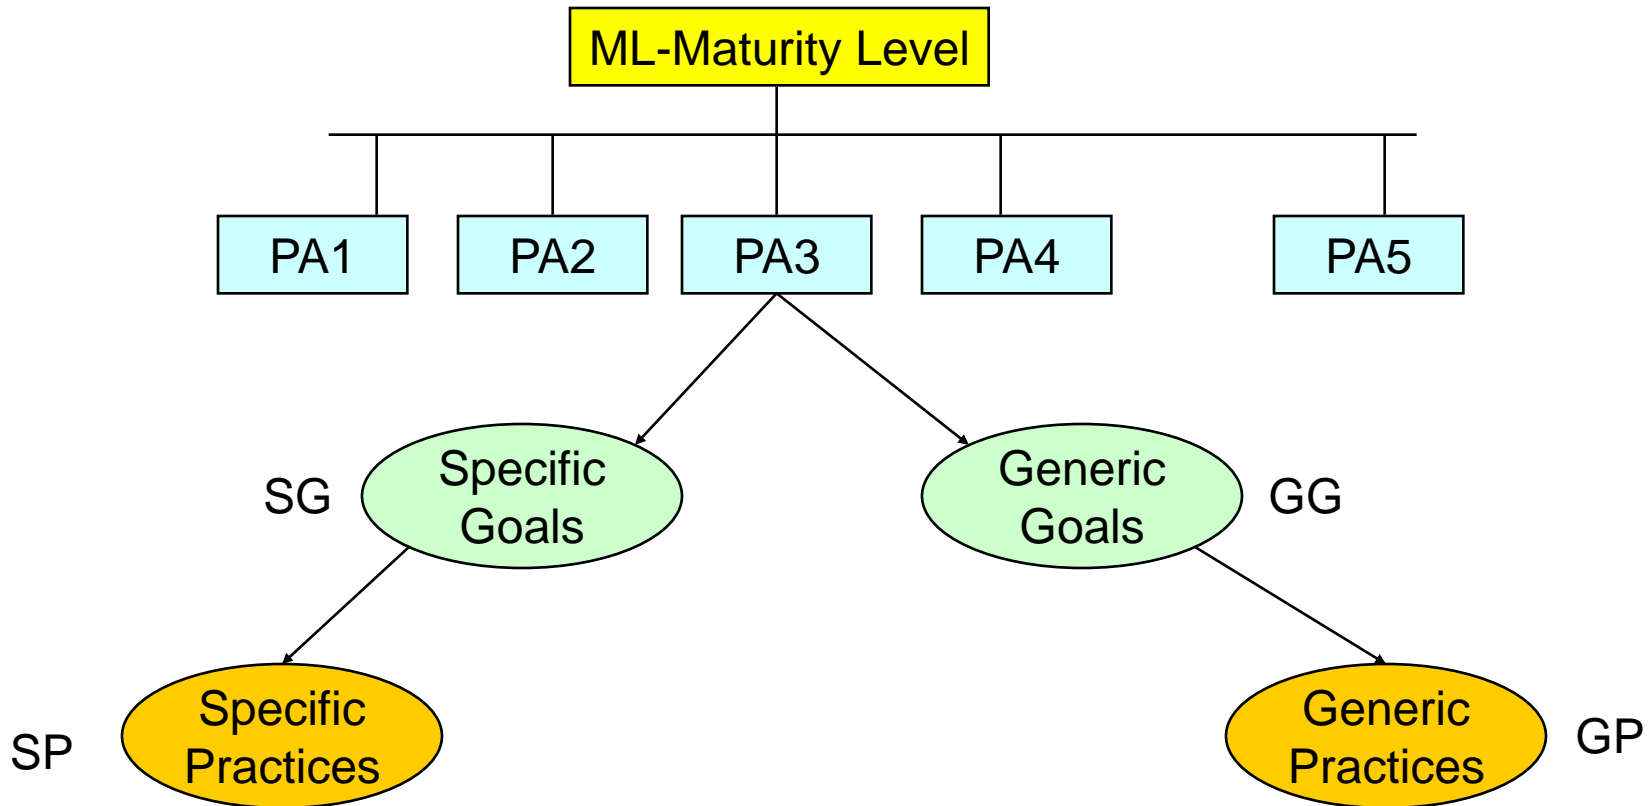 ML-Maturity Level
PA1
PA2
PA3
PA4
PA5
SG
Specific
Goals
Generic
Goals
GG
SP
Specific
Practices
Generic
Practices
GP